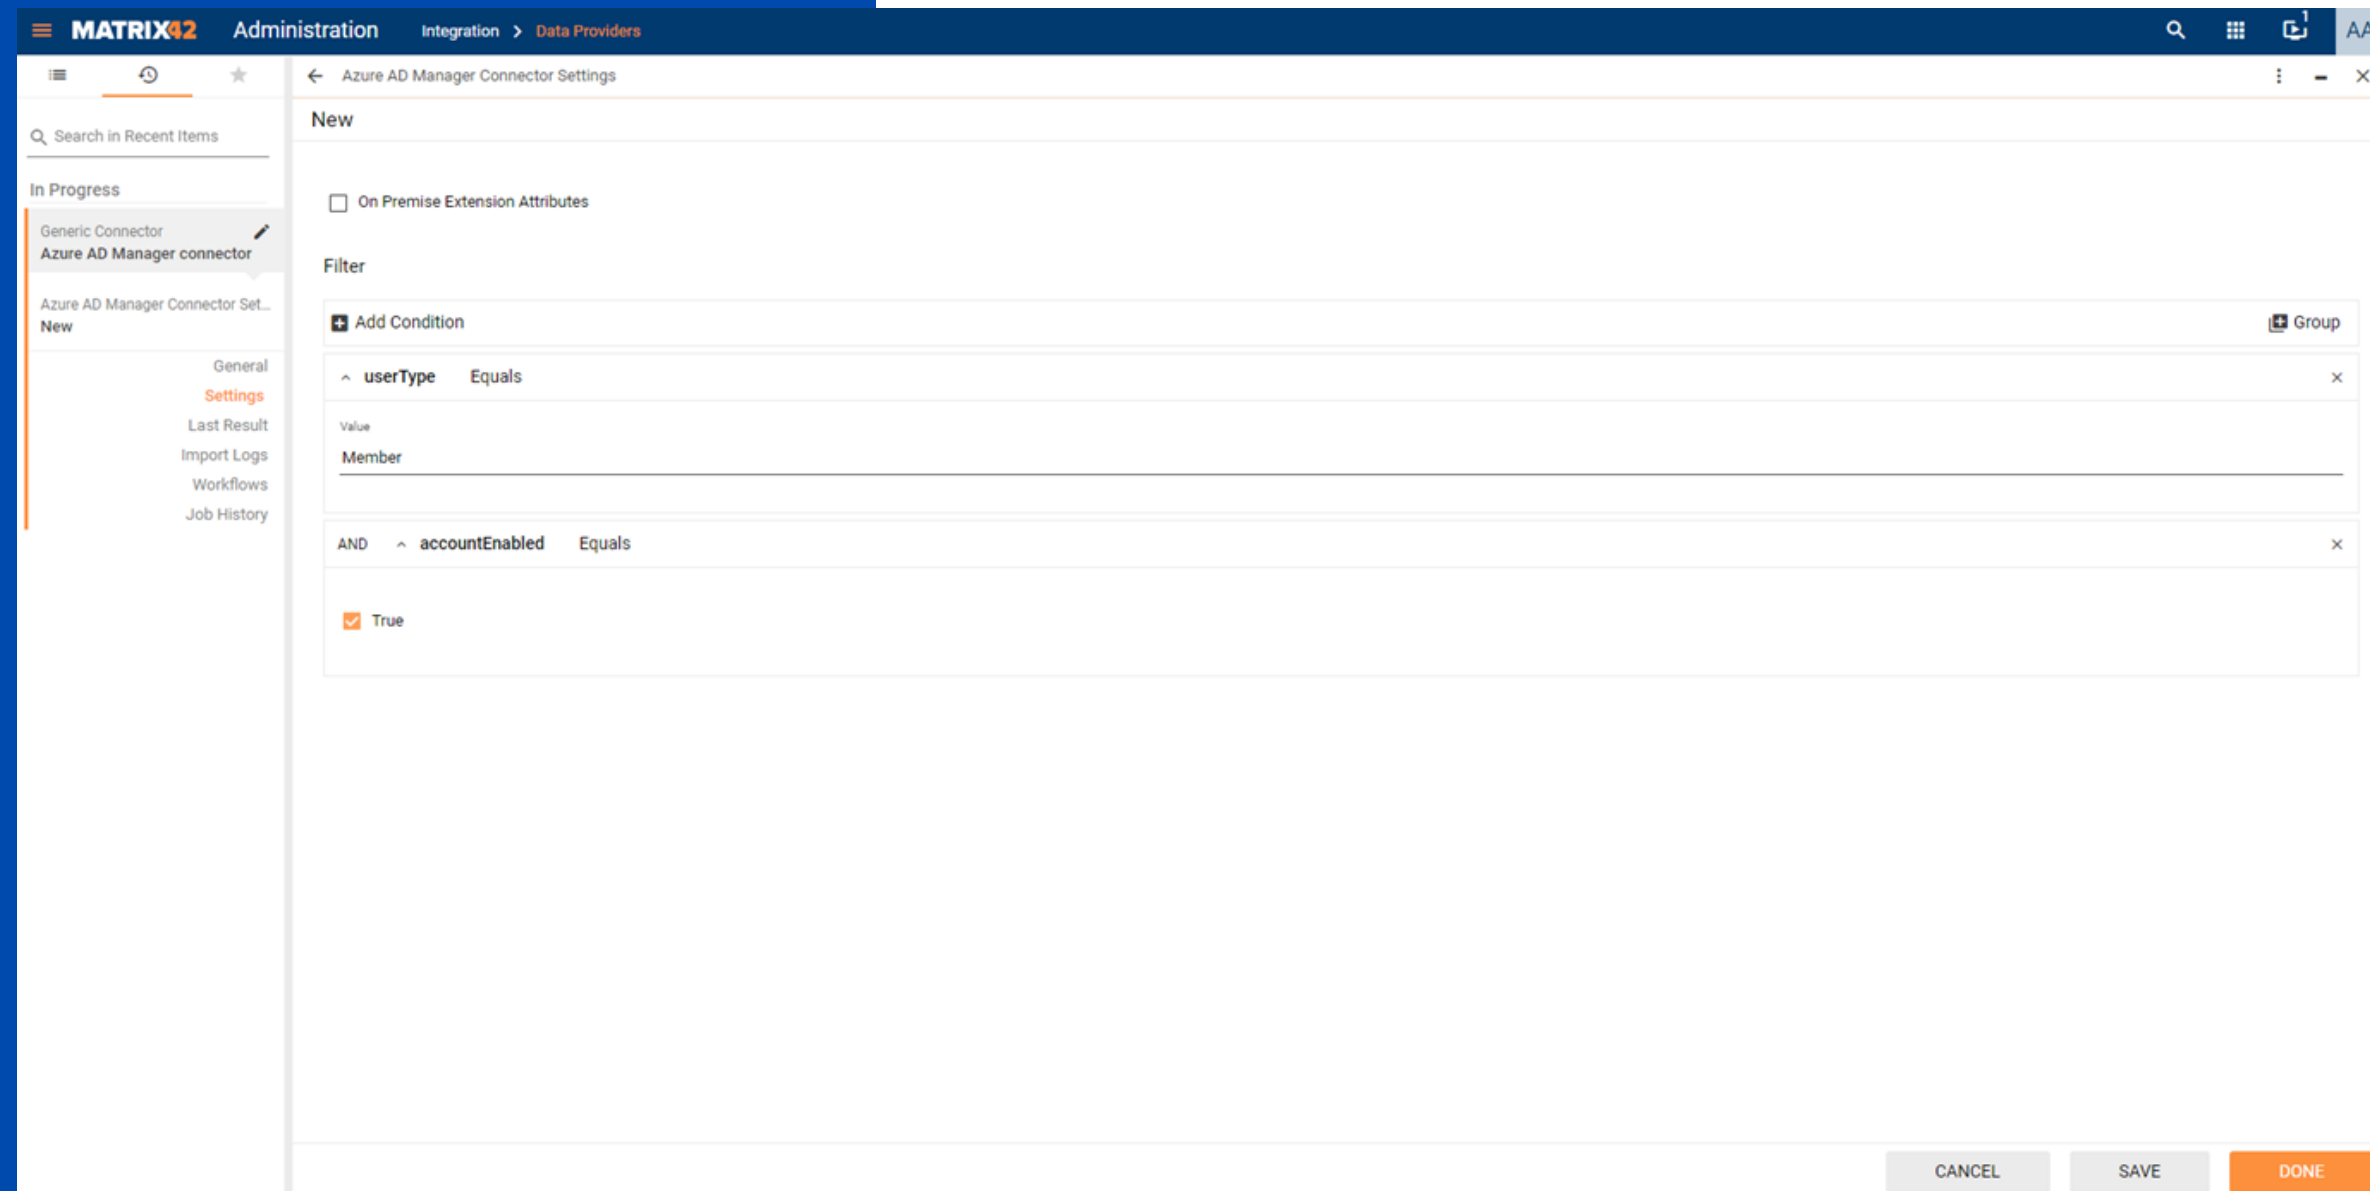 MATRIX42 Administration Integration > Data Providers 1 AA
Azure AD Manager Connector Settings
New
Search in Recent Items
In Progress
Generic Connector
Azure AD Manager connector
Azure AD Manager Connector Set...
New
General
Settings
Last Result
Import Logs
Workflows
Job History
On Premise Extension Attributes
Filter
Add Condition Group
userType Equals
Value
Member
AND accountEnabled Equals
True
CANCEL SAVE DONE